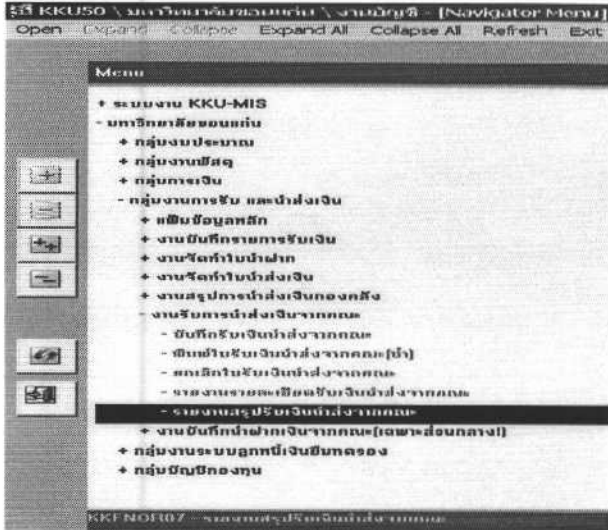 KKU50 \ มหาวิทยาลัยขอนแก่น \ งานบัญชี - [Navigator Menu]
Open Expand Collapse Expand All Collapse All Refresh Exit
Menu
+ ระบบงาน KKU-MIS
- มหาวิทยาลัยขอนแก่น
+ กลุ่มงบประมาณ
+ กลุ่มงานพัสดุ
+ กลุ่มการเงิน
- กลุ่มงานการรับ และนำส่งเงิน
+ แฟ้มข้อมูลหลัก
+ งานบันทึกรายการรับเงิน
+ งานจัดทำใบนำฝาก
+ งานจัดทำใบนำส่งเงิน
+ งานสรุปการนำส่งเงินกองคลัง
- งานรับการนำส่งเงินจากคณะ
- บันทึกรับเงินนำส่งจากคณะ
- พิมพ์ใบรับเงินนำส่งจากคณะ(ซ้ำ)
- ยกเลิกใบรับเงินนำส่งจากคณะ
- รายงานรายละเอียดรับเงินนำส่งจากคณะ
- รายงานสรุปรับเงินนำส่งจากคณะ
+ งานบันทึกนำฝากเงินจากคณะ(เฉพาะส่วนกลาง!)
+ กลุ่มงานระบบลูกหนี้เงินยืมทดรอง
+ กลุ่มบัญชีกองทุน
KKFNOR07 - รายงานสรุปรับเงินนำส่งจากคณะ